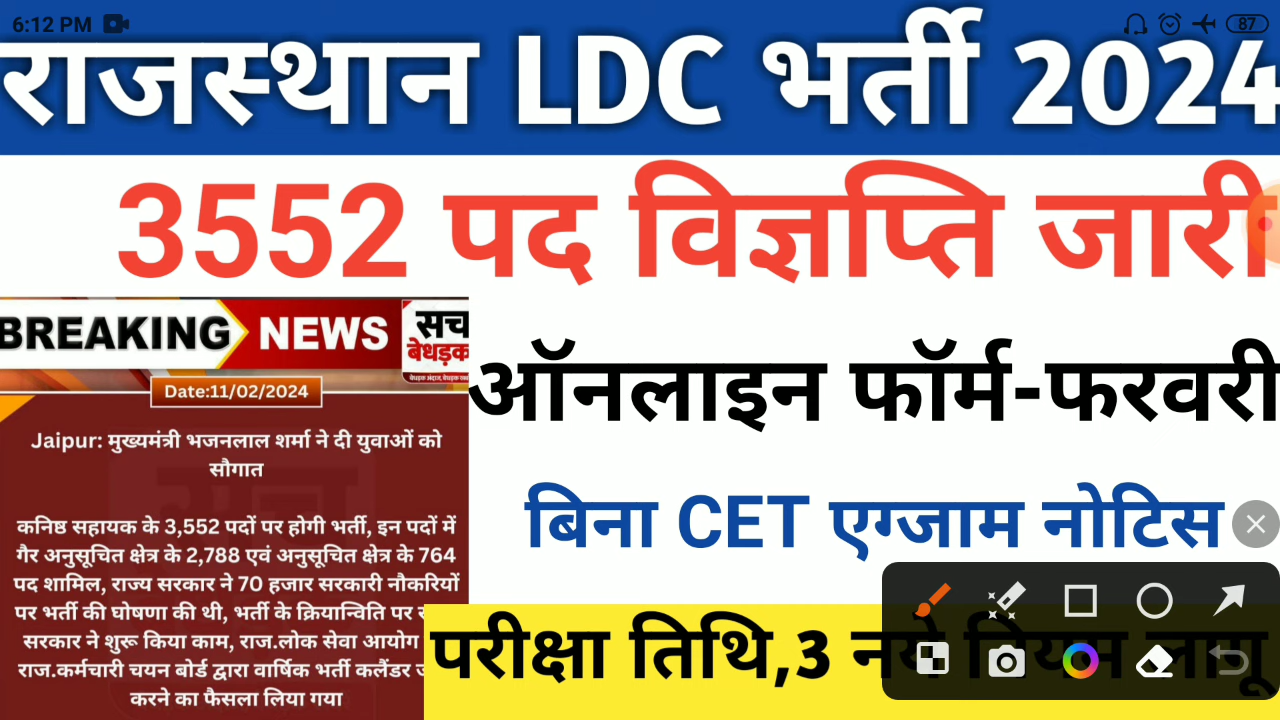 6:12 PM
87
राजस्थान LDC भर्ती 2024
3552 पद विज्ञप्ति जारी
BREAKING NEWS
सच
बेधड़क
Date:11/02/2024
Jaipur: मुख्यमंत्री भजनलाल शर्मा ने दी युवाओं को
सौगात
कनिष्ठ सहायक के 3,552 पदों पर होगी भर्ती, इन पदों में
गैर अनुसूचित क्षेत्र के 2,788 एवं अनुसूचित क्षेत्र के 764
पद शामिल, राज्य सरकार ने 70 हजार सरकारी नौकरियों
पर भर्ती की घोषणा की थी, भर्ती के क्रियान्विति पर
सरकार ने शुरू किया काम, राज.लोक सेवा आयोग
राज.कर्मचारी चयन बोर्ड द्वारा वार्षिक भर्ती कलैंडर
करने का फैसला लिया गया
ऑनलाइन फॉर्म-फरवरी
बिना CET एग्जाम नोटिस
परीक्षा तिथि,3 नये नियम लागू